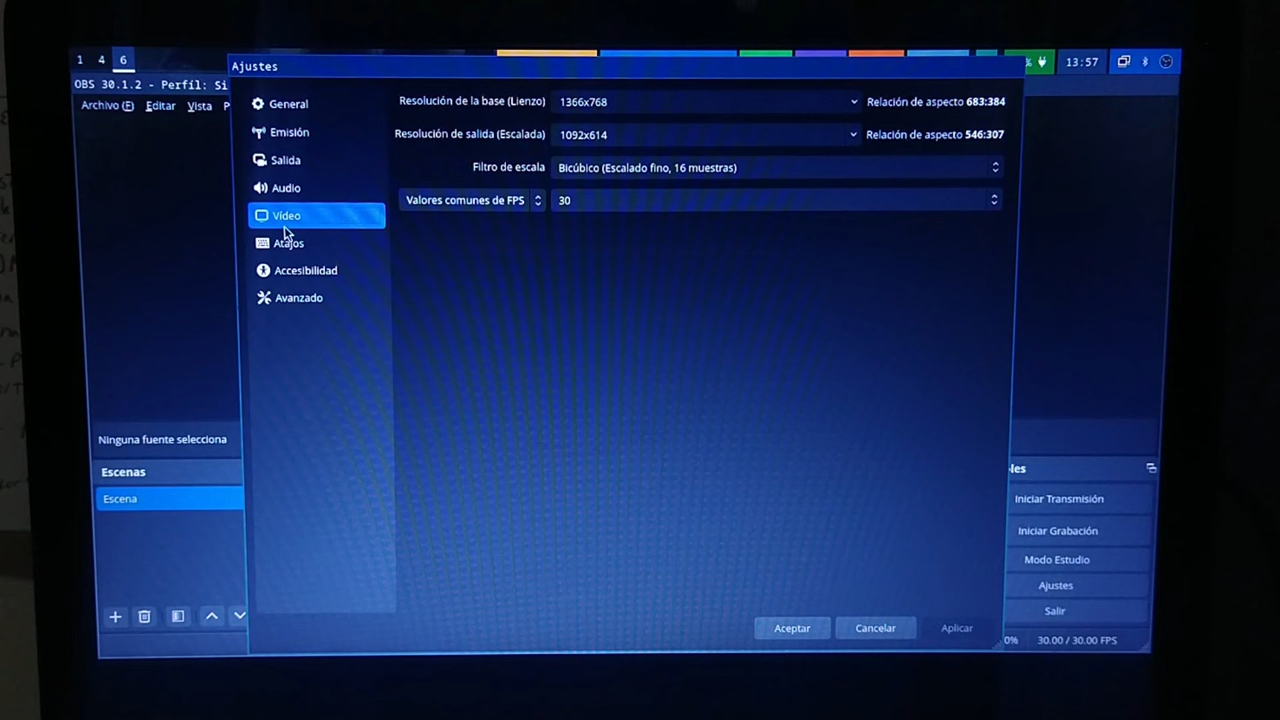 1 4 6
% 13:57
Ajustes
OBS 30.1.2 - Perfíl: Si
Archivo (F) Editar Vista P
General
Emisión
Salida
Audio
Vídeo
Atajos
Accesibilidad
Avanzado
Resolución de la base (Lienzo) 1366x768 Relación de aspecto 683:384
Resolución de salida (Escalada) 1092x614 Relación de aspecto 546:307
Filtro de escala Bicúbico (Escalado fino, 16 muestras)
Valores comunes de FPS 30
Ninguna fuente selecciona
Escenas
Escena
les
Iniciar Transmisión
Iniciar Grabación
Modo Estudio
Ajustes
Salir
Aceptar Cancelar Aplicar
0% 30.00 / 30.00 FPS